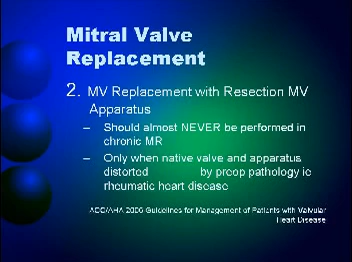 Mitral Valve
Replacement
2. MV Replacement with Resection MV
Apparatus
– Should almost NEVER be performed in
chronic MR
– Only when native valve and apparatus
distorted by preop pathology ie
rheumatic heart disease
ACC/AHA 2006 Guidelines for Management of Patients with Valvular
Heart Disease